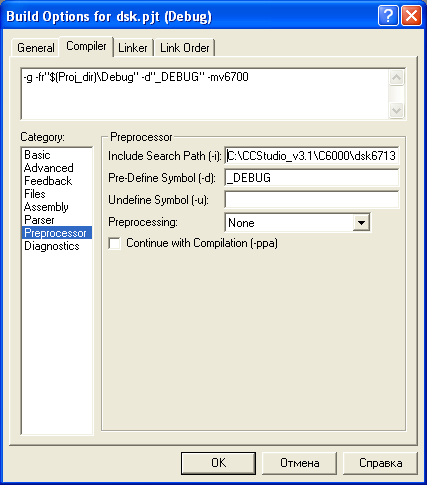 Build Options for dsk.pjt (Debug)
General Compiler Linker Link Order
-g -fr"$(Proj_dir)\Debug" -d"_DEBUG" -mv6700
Category:
Basic
Advanced
Feedback
Files
Assembly
Parser
Preprocessor
Diagnostics
Preprocessor
Include Search Path (-i): C:\CCStudio_v3.1\C6000\dsk6713
Pre-Define Symbol (-d): _DEBUG
Undefine Symbol (-u):
Preprocessing: None
Continue with Compilation (-ppa)
OK Отмена Справка